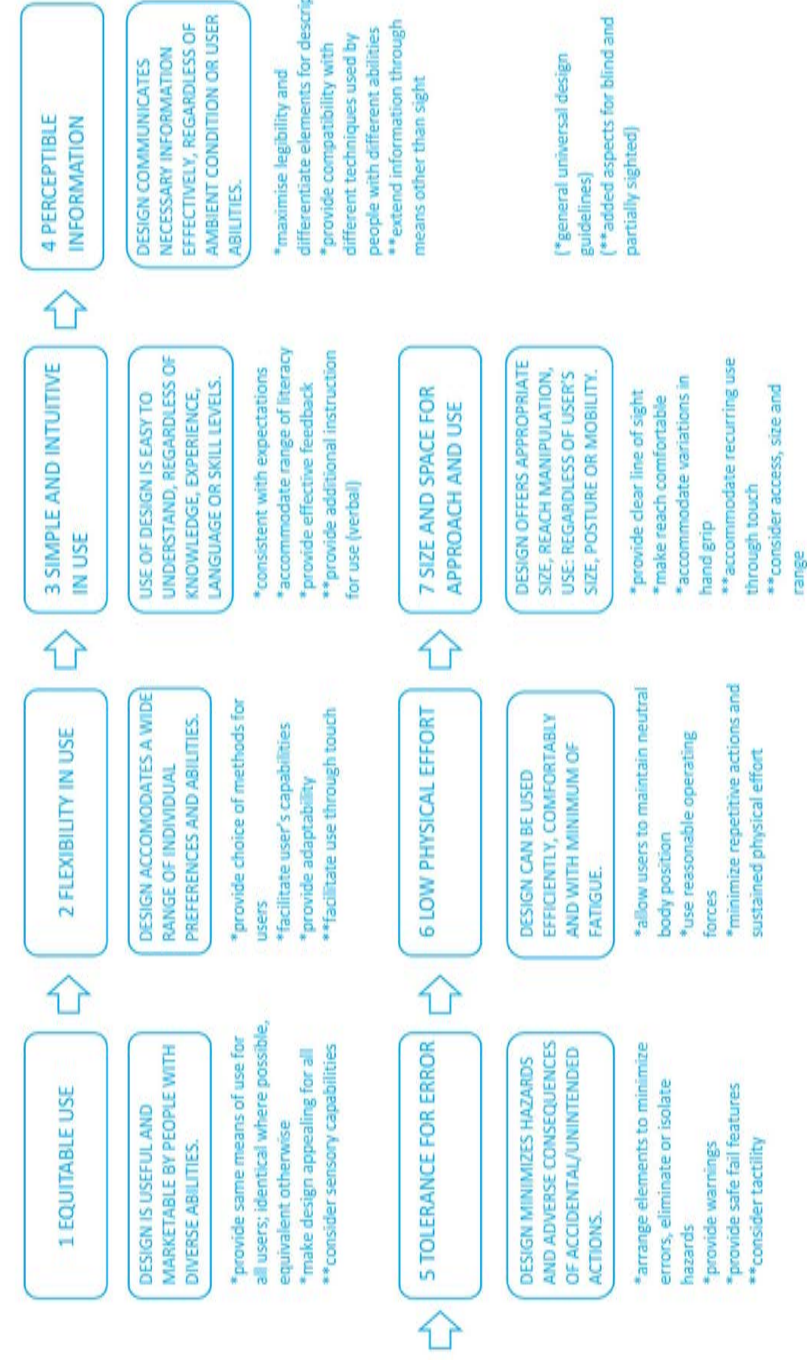 1 EQUITABLE USE
DESIGN IS USEFUL AND
MARKETABLE BY PEOPLE WITH
DIVERSE ABILITIES.
*provide same means of use for
all users; identical where possible,
equivalent otherwise
*make design appealing for all
**consider sensory capabilities
2 FLEXIBILITY IN USE
DESIGN ACCOMODATES A WIDE
RANGE OF INDIVIDUAL
PREFERENCES AND ABILITIES.
*provide choice of methods for
users
*facilitate user's capabilities
*provide adaptability
**facilitate use through touch
3 SIMPLE AND INTUITIVE
IN USE
USE OF DESIGN IS EASY TO
UNDERSTAND, REGARDLESS OF
KNOWLEDGE, EXPERIENCE,
LANGUAGE OR SKILL LEVELS.
*consistent with expectations
*accommodate range of literacy
*provide effective feedback
**provide additional instruction
for use (verbal)
4 PERCEPTIBLE
INFORMATION
DESIGN COMMUNICATES
NECESSARY INFORMATION
EFFECTIVELY, REGARDLESS OF
AMBIENT CONDITION OR USER
ABILITIES.
*maximise legibility and
differentiate elements for descrip
*provide compatibility with
different techniques used by
people with different abilities
**extend information through
means other than sight
5 TOLERANCE FOR ERROR
DESIGN MINIMIZES HAZARDS
AND ADVERSE CONSEQUENCES
OF ACCIDENTAL/UNINTENDED
ACTIONS.
*arrange elements to minimize
errors, eliminate or isolate
hazards
*provide warnings
*provide safe fail features
**consider tactility
6 LOW PHYSICAL EFFORT
DESIGN CAN BE USED
EFFICIENTLY, COMFORTABLY
AND WITH MINIMUM OF
FATIGUE.
*allow users to maintain neutral
body position
*use reasonable operating
forces
*minimize repetitive actions and
sustained physical effort
7 SIZE AND SPACE FOR
APPROACH AND USE
DESIGN OFFERS APPROPRIATE
SIZE, REACH MANIPULATION,
USE: REGARDLESS OF USER'S
SIZE, POSTURE OR MOBILITY.
*provide clear line of sight
*make reach comfortable
*accommodate variations in
hand grip
**accommodate recurring use
through touch
**consider access, size and
range
(*general universal design
guidelines)
(**added aspects for blind and
partially sighted)